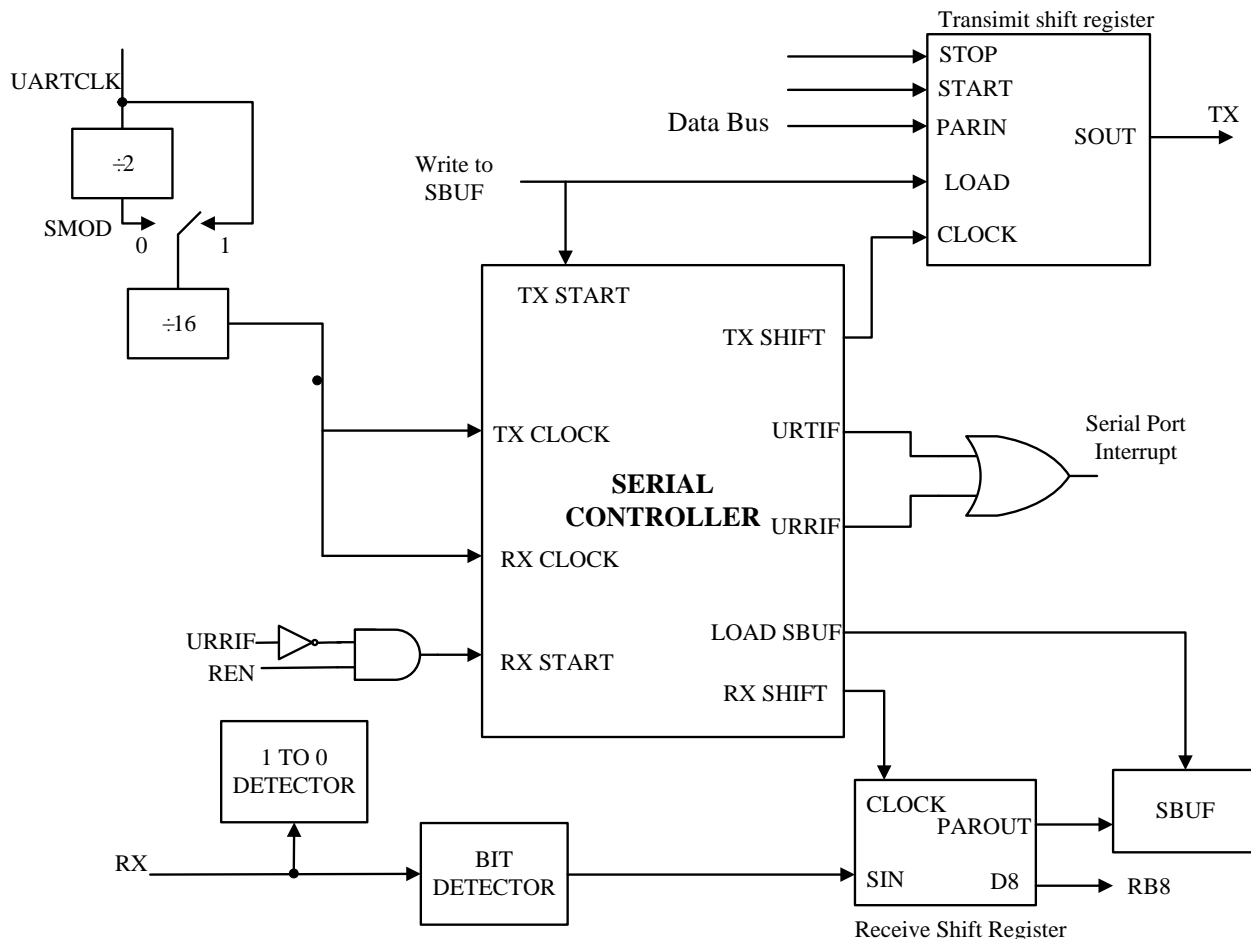 Transimit shift register
UARTCLK
STOP
START
Data Bus
PARIN
TX
SOUT
÷2
Write to
SBUF
LOAD
SMOD
0
1
CLOCK
TX START
÷16
TX SHIFT
TX CLOCK
URTIF
Serial Port
Interrupt
SERIAL
CONTROLLER
URRIF
RX CLOCK
URRIF
REN
RX START
LOAD SBUF
RX SHIFT
1 TO 0
DETECTOR
CLOCK
PAROUT
SBUF
RX
BIT
DETECTOR
SIN
D8
RB8
Receive Shift Register